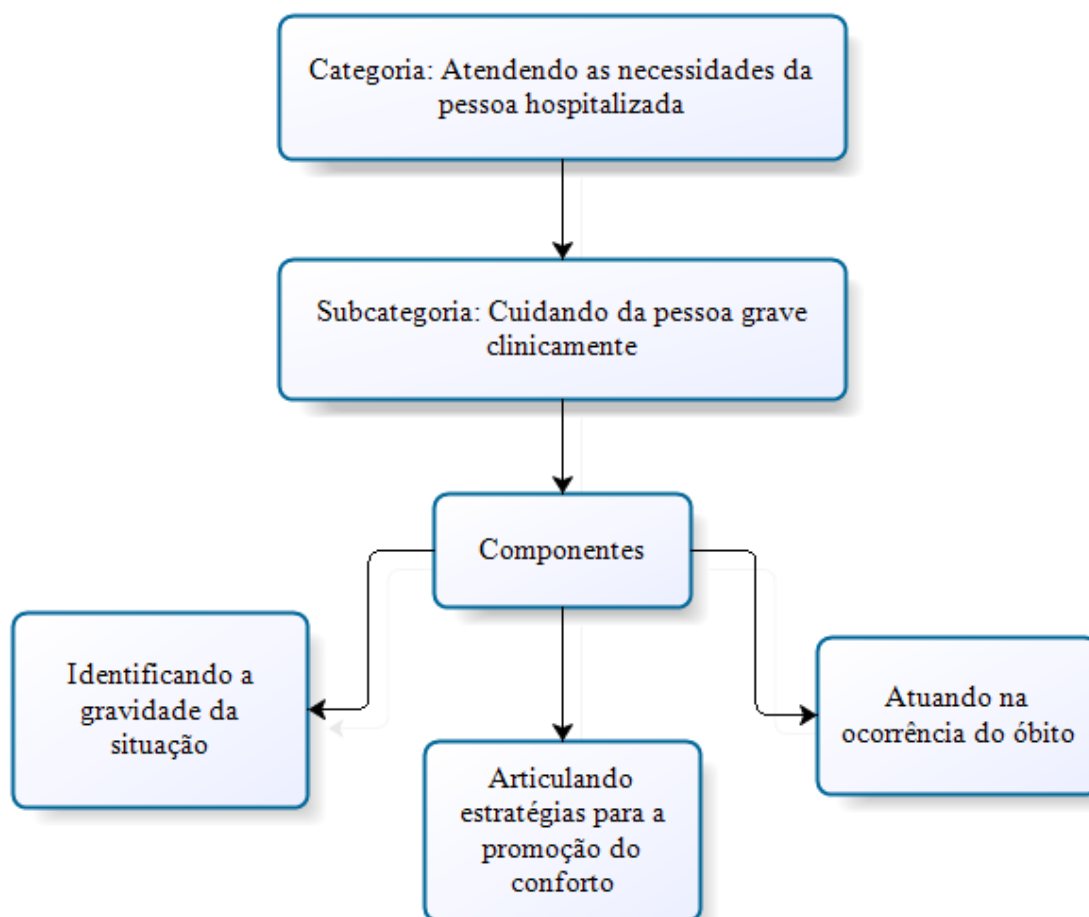 Categoria: Atendendo as necessidades da
pessoa hospitalizada
Subcategoria: Cuidando da pessoa grave
clinicamente
Componentes
Identificando a
gravidade da
situação
Articulando
estratégias para a
promoção do
conforto
Atuando na
ocorrência do óbito